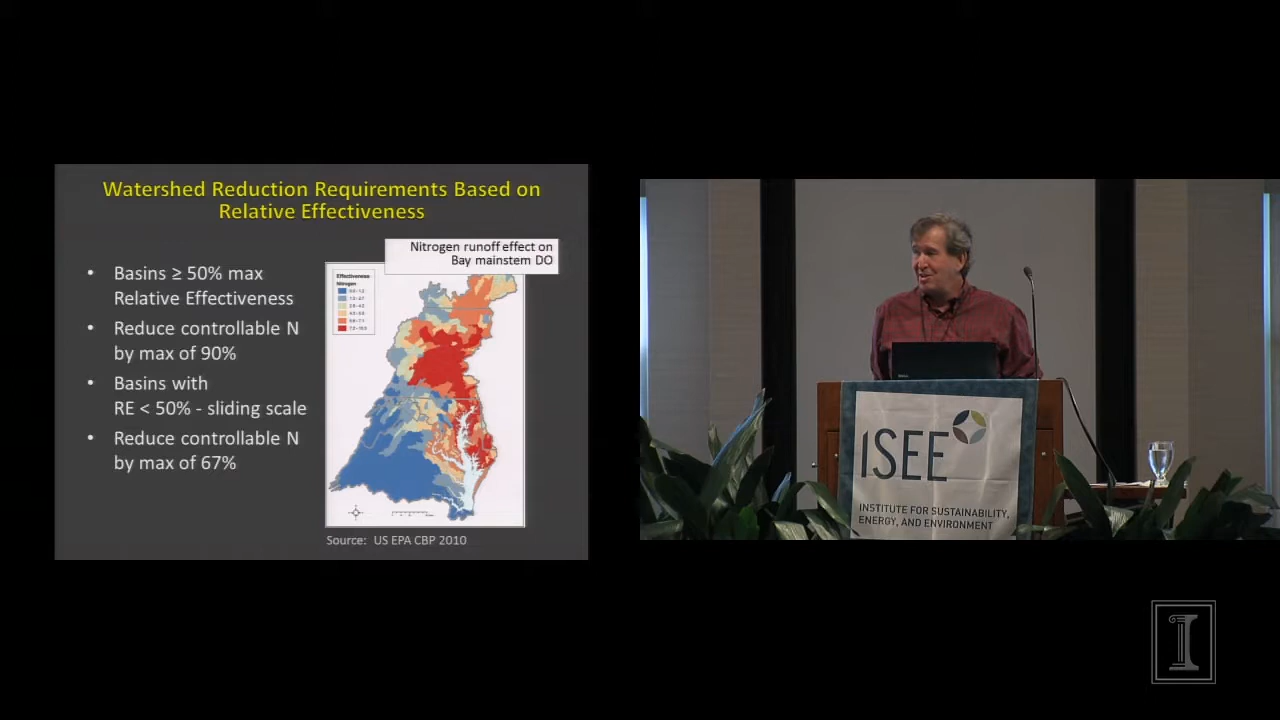 Watershed Reduction Requirements Based on
Relative Effectiveness
Nitrogen runoff effect on
Bay mainstem DO
• Basins ≥ 50% max
Relative Effectiveness
• Reduce controllable N
by max of 90%
• Basins with
RE < 50% - sliding scale
• Reduce controllable N
by max of 67%
Effectiveness
Nitrogen
Source: US EPA CBP 2010
ISEE
INSTITUTE FOR SUSTAINABILITY,
ENERGY, AND ENVIRONMENT
I